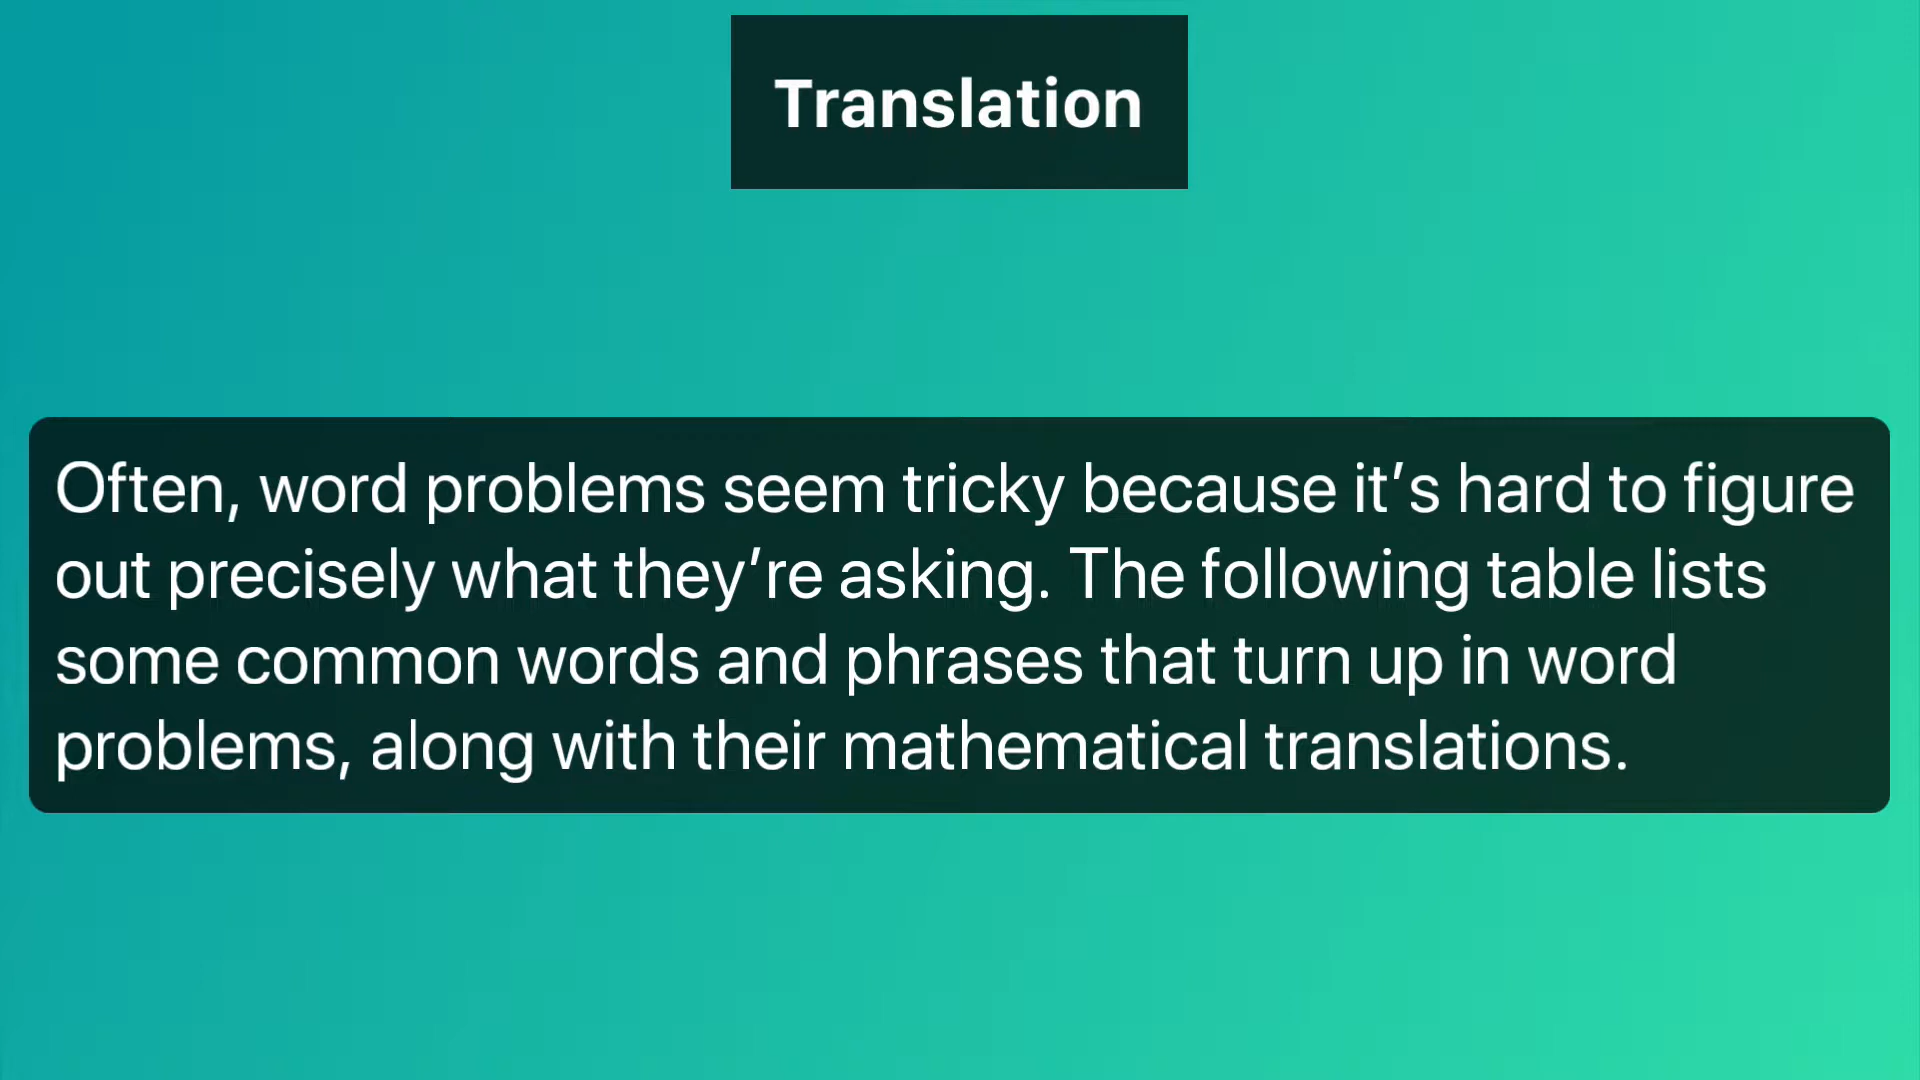 Translation
Often, word problems seem tricky because it’s hard to figure
out precisely what they’re asking. The following table lists
some common words and phrases that turn up in word
problems, along with their mathematical translations.